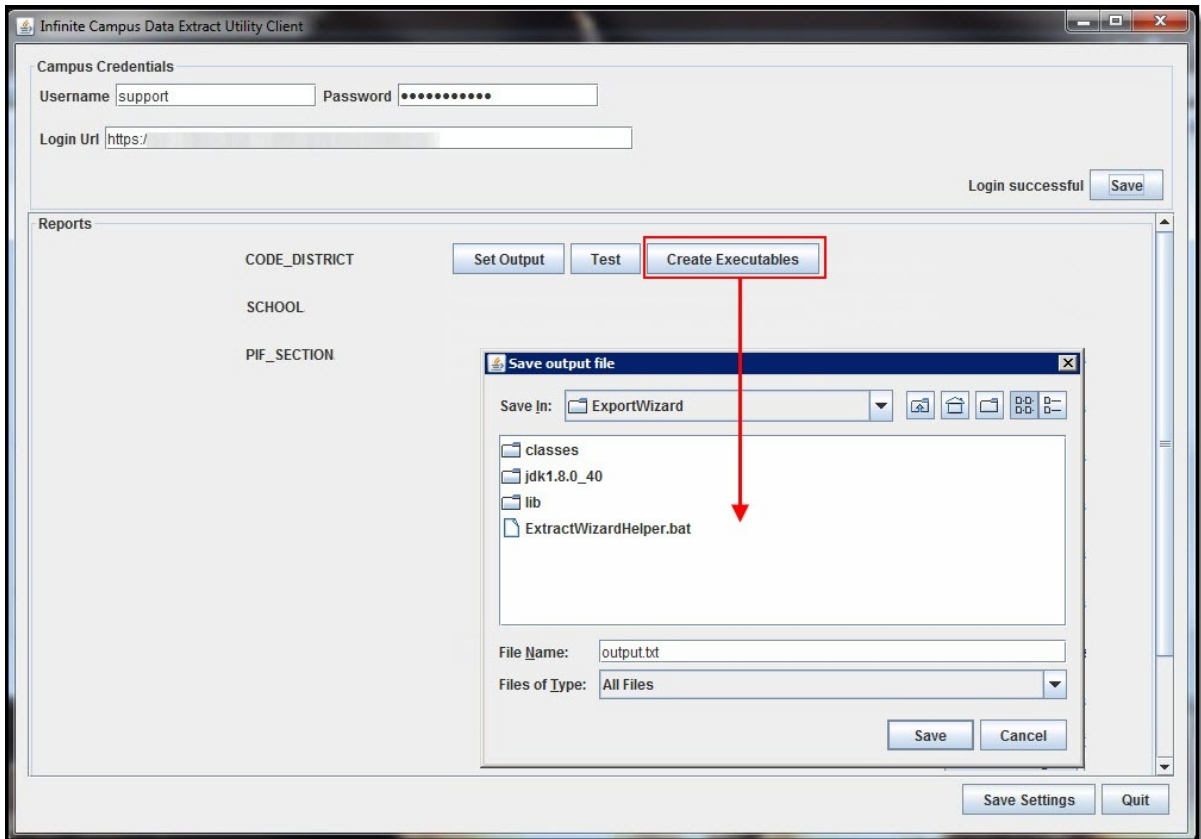 Infinite Campus Data Extract Utility Client
Campus Credentials
Username support Password •••••••••••
Login Url https:/
Login successful Save
Reports
CODE_DISTRICT Set Output Test Create Executables
SCHOOL
PIF_SECTION
Save output file
Save In: ExportWizard
classes
jdk1.8.0_40
lib
ExtractWizardHelper.bat
File Name: output.txt
Files of Type: All Files
Save Cancel
Save Settings Quit